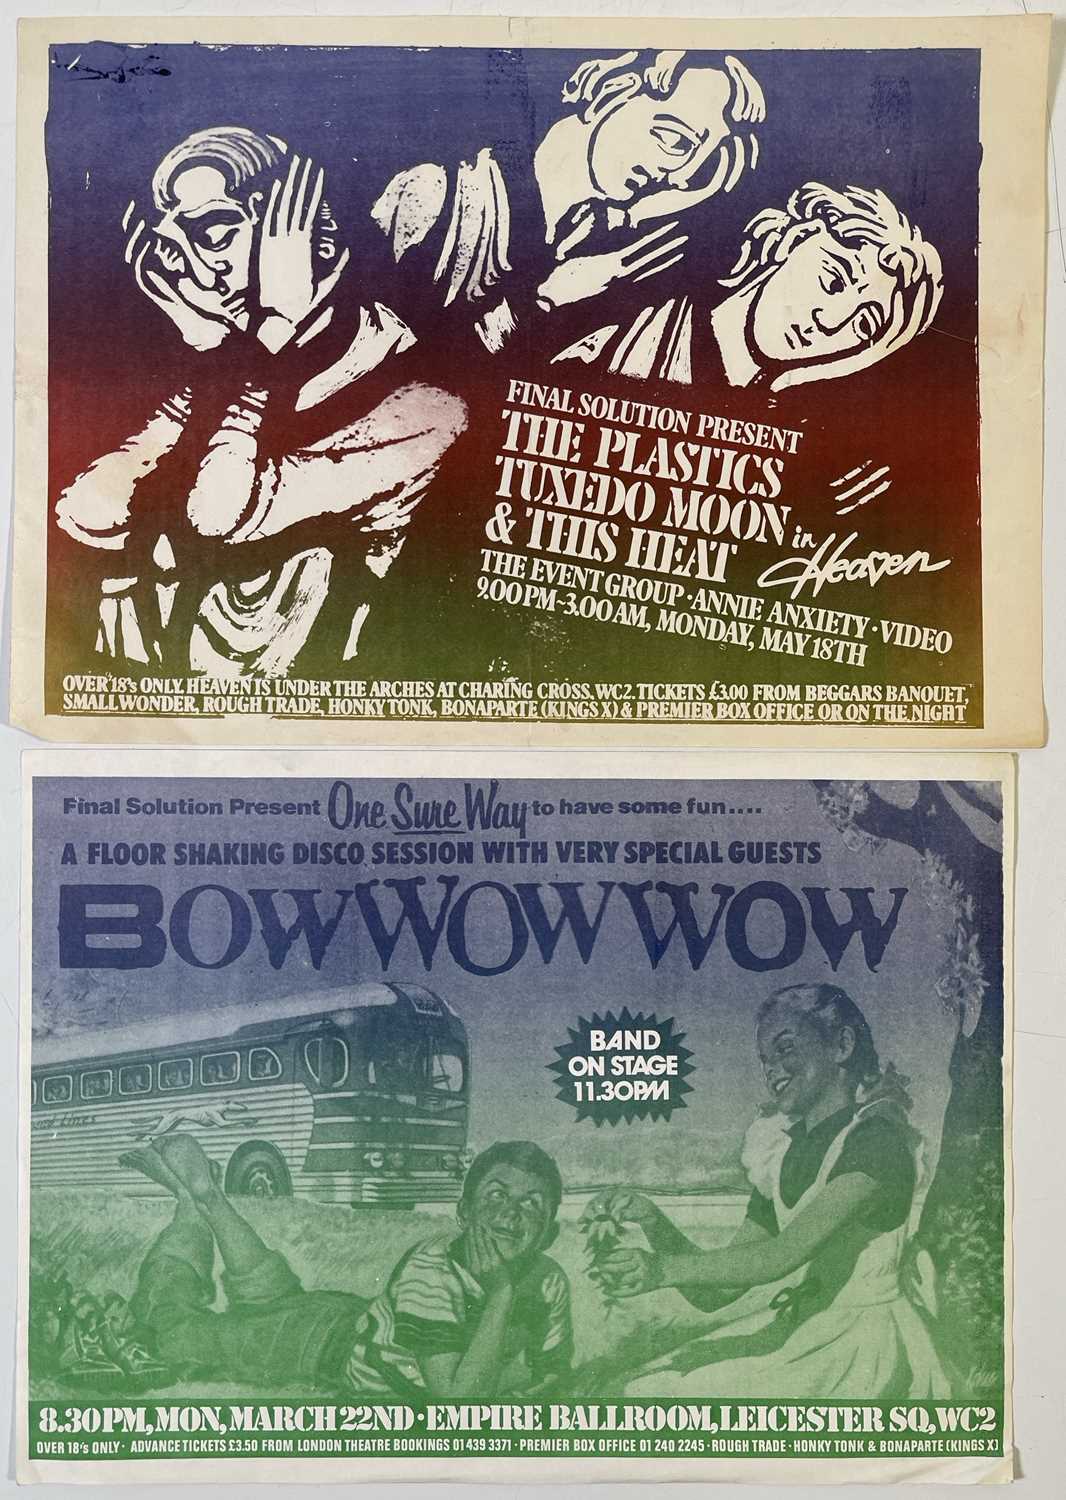 FINAL SOLUTION PRESENT
THE PLASTICS
TUXEDO MOON
& THIS HEAT
in Heaven
THE EVENT GROUP · ANNIE ANXIETY · VIDEO
9.00PM-3.00AM, MONDAY, MAY 18TH
OVER 18's ONLY. HEAVEN IS UNDER THE ARCHES AT CHARING CROSS. WC2. TICKETS £3.00 FROM BEGGARS BANQUET,
SMALL WONDER, ROUGH TRADE, HONKY TONK, BONAPARTE (KINGS X) & PREMIER BOX OFFICE OR ON THE NIGHT
Final Solution Present One Sure Way to have some fun....
A FLOOR SHAKING DISCO SESSION WITH VERY SPECIAL GUESTS
BOW WOW WOW
BAND
ON STAGE
11.30PM
Lines
8.30PM, MON, MARCH 22ND · EMPIRE BALLROOM, LEICESTER SQ, WC2
OVER 18's ONLY · ADVANCE TICKETS £3.50 FROM LONDON THEATRE BOOKINGS 01 439 3371 · PREMIER BOX OFFICE 01 240 2245 · ROUGH TRADE · HONKY TONK & BONAPARTE (KINGS X)